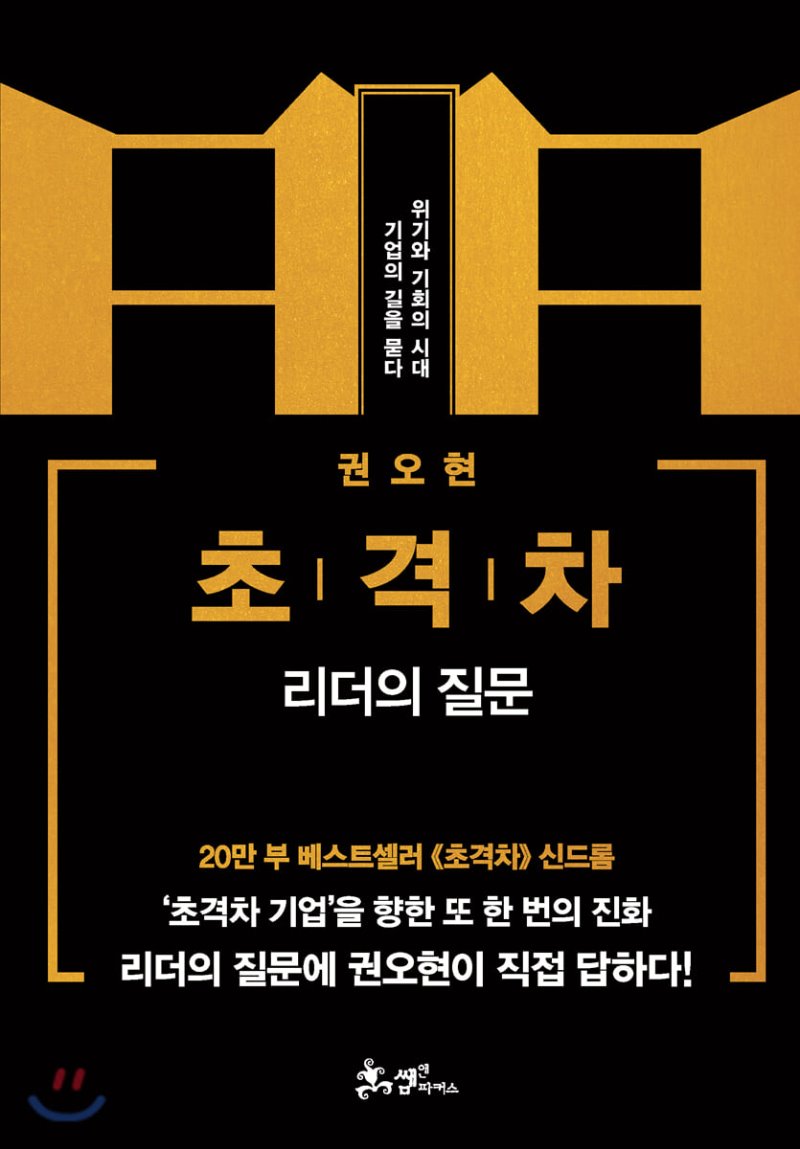 위기와 기회의 시대
기업의 길을 묻다
권오현
초격차
리더의 질문
20만 부 베스트셀러 《초격차》 신드롬
‘초격차 기업’을 향한 또 한 번의 진화
리더의 질문에 권오현이 직접 답하다!
쌤앤파커스